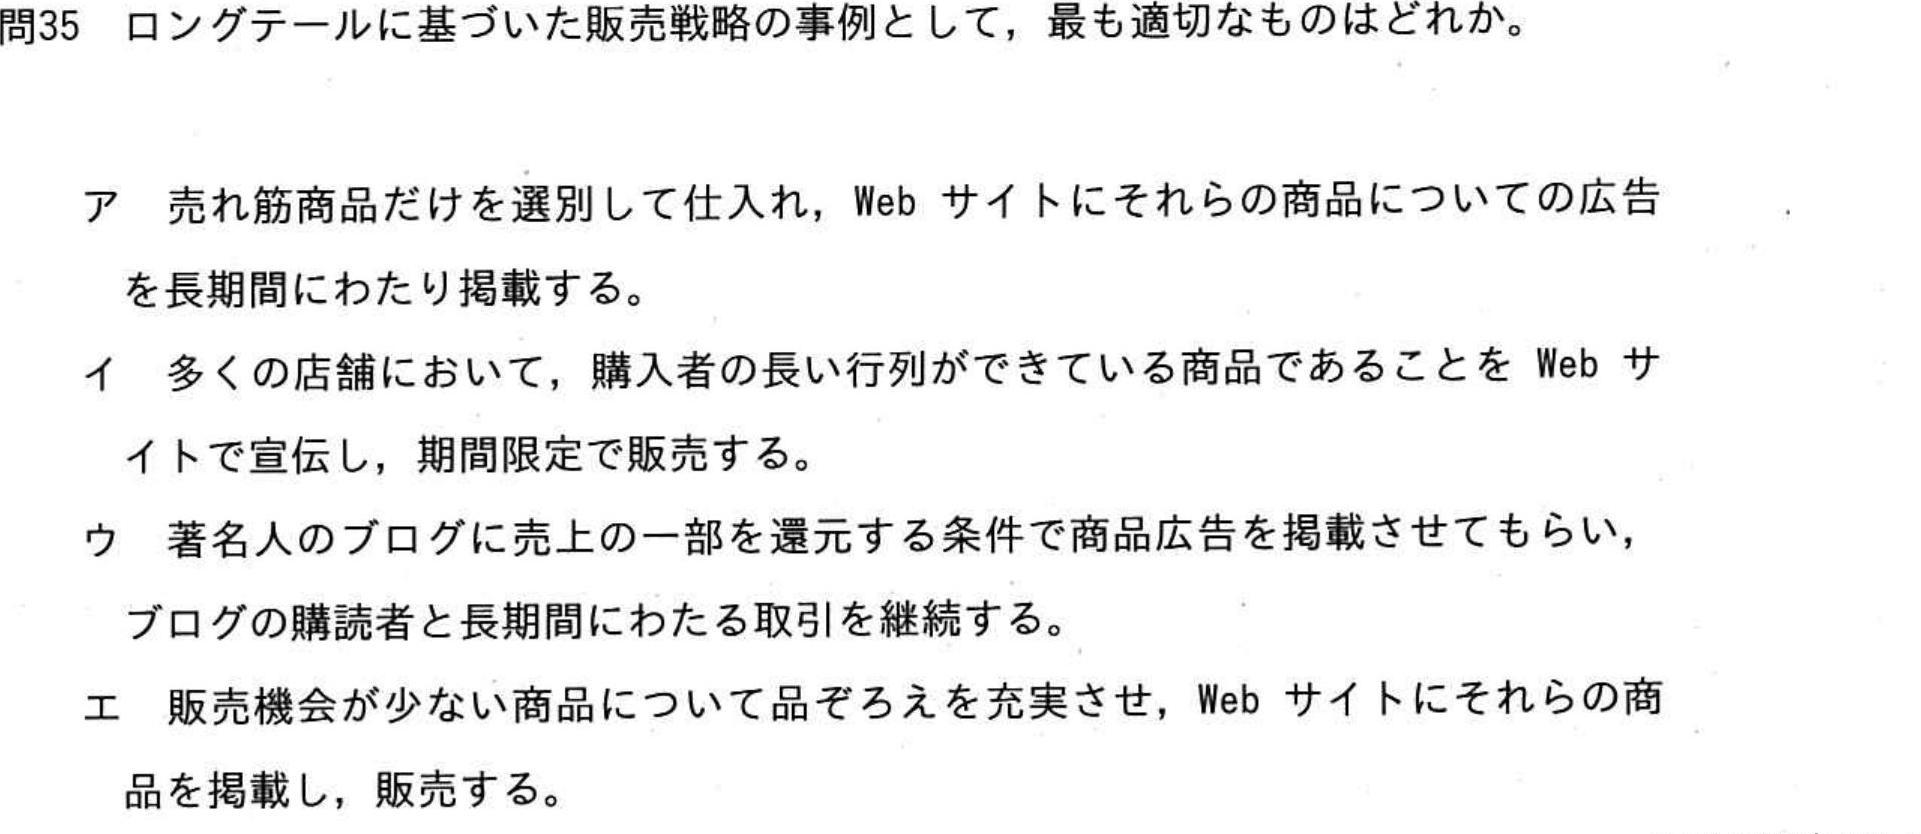 問35 ロングテールに基づいた販売戦略の事例として，最も適切なものはどれか。
ア 売れ筋商品だけを選別して仕入れ，Web サイトにそれらの商品についての広告
を長期間にわたり掲載する。
イ 多くの店舗において，購入者の長い行列ができている商品であることを Web サ
イトで宣伝し，期間限定で販売する。
ウ 著名人のブログに売上の一部を還元する条件で商品広告を掲載させてもらい，
ブログの購読者と長期間にわたる取引を継続する。
エ 販売機会が少ない商品について品ぞろえを充実させ，Web サイトにそれらの商
品を掲載し，販売する。